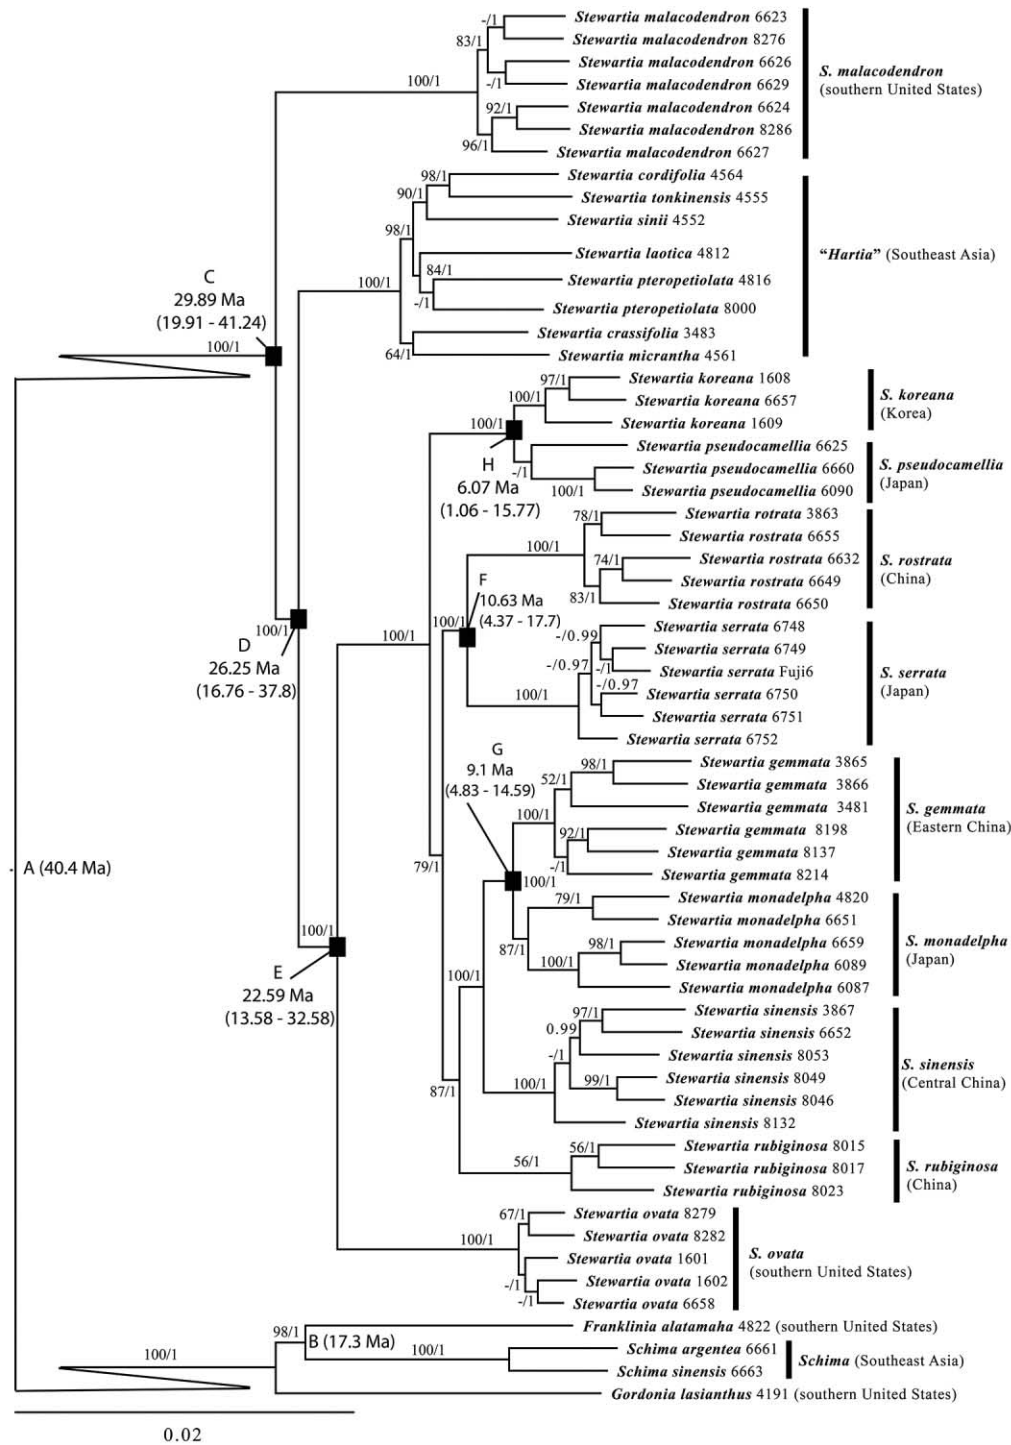 -/1
Stewartia malacodendron 6623
83/1
Stewartia malacodendron 8276
Stewartia malacodendron 6626
S. malacodendron
(southern United States)
100/1
-/1
Stewartia malacodendron 6629
92/1
Stewartia malacodendron 6624
Stewartia malacodendron 8286
96/1
Stewartia malacodendron 6627
98/1
Stewartia cordifolia 4564
90/1
Stewartia tonkinensis 4555
98/1
Stewartia sinii 4552
Stewartia laotica 4812
“Hartia” (Southeast Asia)
100/1
84/1
Stewartia pteropetiolata 4816
-/1
Stewartia pteropetiolata 8000
Stewartia crassifolia 3483
64/1
Stewartia micrantha 4561
C
29.89 Ma
(19.91 - 41.24)
100/1
97/1
Stewartia koreana 1608
100/1
Stewartia koreana 6657
S. koreana
(Korea)
100/1
Stewartia koreana 1609
H
6.07 Ma
(1.06 - 15.77)
Stewartia pseudocamellia 6625
-/1
Stewartia pseudocamellia 6660
S. pseudocamellia
(Japan)
100/1
Stewartia pseudocamellia 6090
78/1
Stewartia rotrata 3863
Stewartia rostrata 6655
100/1
74/1
Stewartia rostrata 6632
S. rostrata
(China)
Stewartia rostrata 6649
83/1
Stewartia rostrata 6650
F
10.63 Ma
(4.37 - 17.7)
100/1
-/0.99
Stewartia serrata 6748
Stewartia serrata 6749
-/0.97
-/1
Stewartia serrata Fuji6
S. serrata
(Japan)
-/0.97
Stewartia serrata 6750
100/1
Stewartia serrata 6751
Stewartia serrata 6752
100/1
D
26.25 Ma
(16.76 - 37.8)
100/1
G
9.1 Ma
(4.83 - 14.59)
98/1
Stewartia gemmata 3865
52/1
Stewartia gemmata 3866
Stewartia gemmata 3481
S. gemmata
(Eastern China)
100/1
92/1
Stewartia gemmata 8198
Stewartia gemmata 8137
-/1
Stewartia gemmata 8214
A (40.4 Ma)
79/1
100/1
79/1
Stewartia monadelpha 4820
Stewartia monadelpha 6651
87/1
98/1
Stewartia monadelpha 6659
S. monadelpha
(Japan)
100/1
Stewartia monadelpha 6089
Stewartia monadelpha 6087
100/1
E
22.59 Ma
(13.58 - 32.58)
100/1
97/1
Stewartia sinensis 3867
0.99
Stewartia sinensis 6652
-/1
Stewartia sinensis 8053
S. sinensis
(Central China)
100/1
99/1
Stewartia sinensis 8049
Stewartia sinensis 8046
Stewartia sinensis 8132
87/1
56/1
Stewartia rubiginosa 8015
56/1
Stewartia rubiginosa 8017
S. rubiginosa
(China)
Stewartia rubiginosa 8023
67/1
Stewartia ovata 8279
Stewartia ovata 8282
100/1
Stewartia ovata 1601
S. ovata
(southern United States)
-/1
Stewartia ovata 1602
-/1
Stewartia ovata 6658
98/1
Franklinia alatamaha 4822 (southern United States)
B (17.3 Ma)
100/1
100/1
Schima argentea 6661
Schima (Southeast Asia)
Schima sinensis 6663
Gordonia lasianthus 4191 (southern United States)
0.02